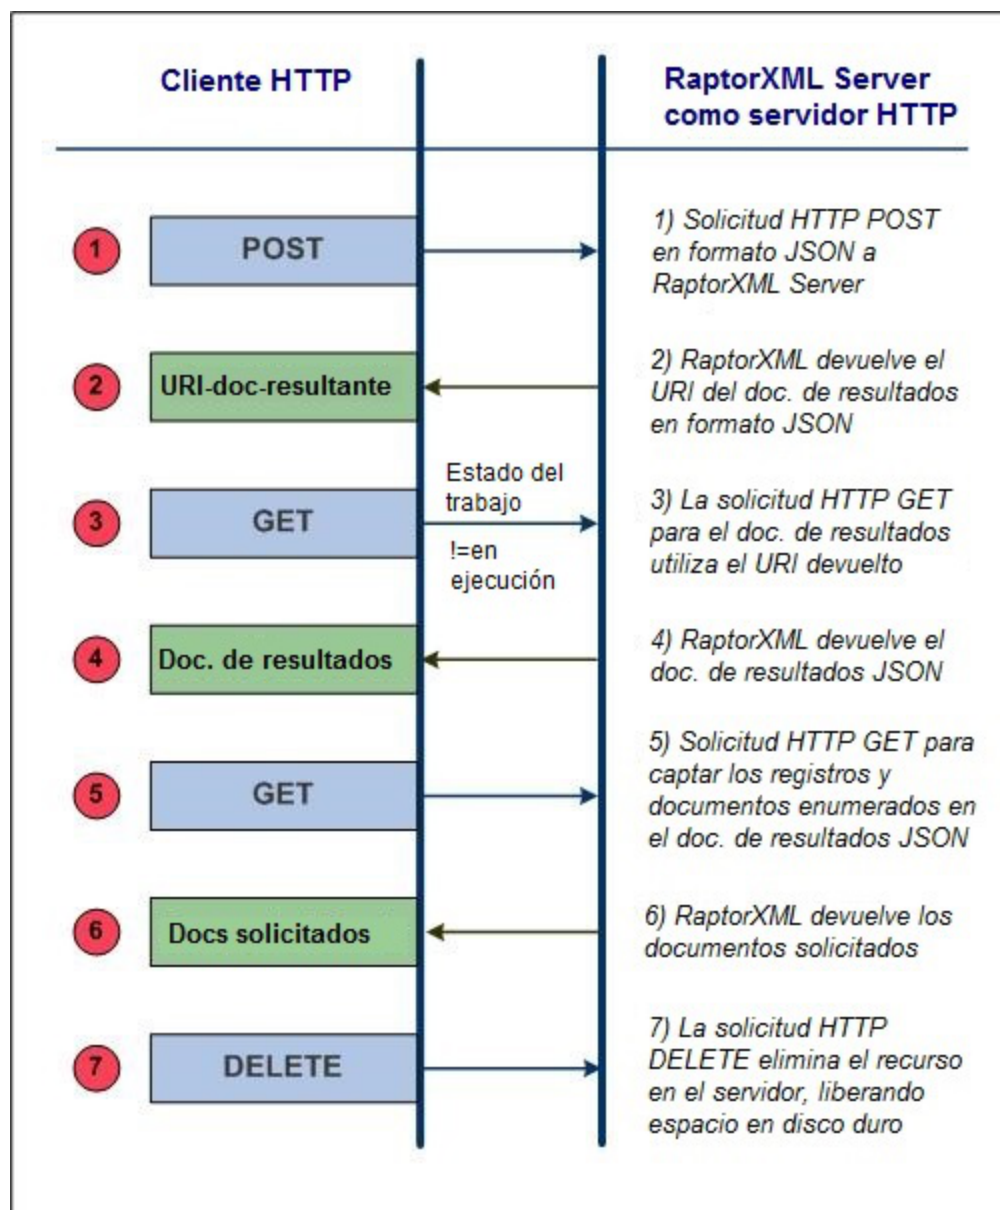 Cliente HTTP
RaptorXML Server
como servidor HTTP
1
POST
1) Solicitud HTTP POST
en formato JSON a
RaptorXML Server
2
URI-doc-resultante
2) RaptorXML devuelve el
URI del doc. de resultados
en formato JSON
3
GET
Estado del
trabajo
!=en
ejecución
3) La solicitud HTTP GET
para el doc. de resultados
utiliza el URI devuelto
4
Doc. de resultados
4) RaptorXML devuelve el
doc. de resultados JSON
5
GET
5) Solicitud HTTP GET para
captar los registros y
documentos enumerados en
el doc. de resultados JSON
6
Docs solicitados
6) RaptorXML devuelve los
documentos solicitados
7
DELETE
7) La solicitud HTTP
DELETE elimina el recurso
en el servidor, liberando
espacio en disco duro